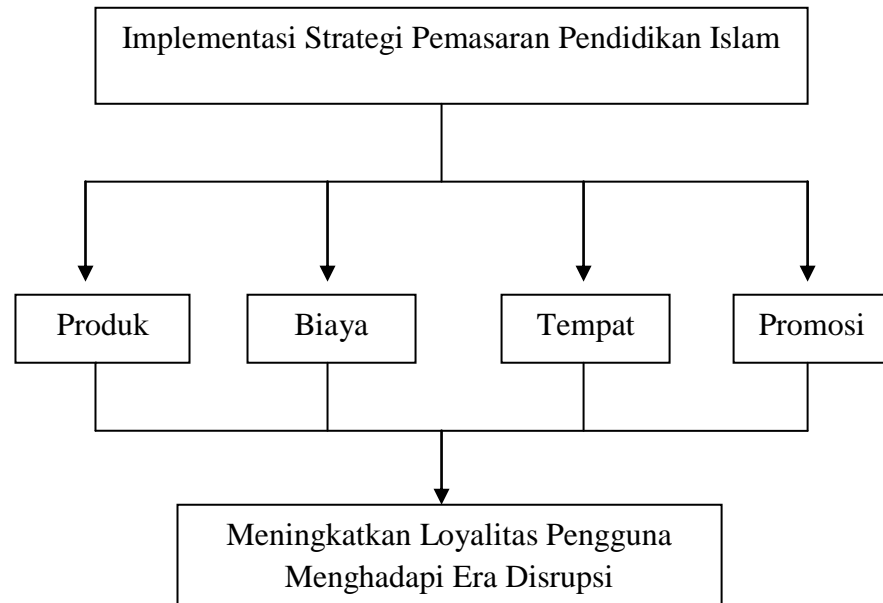 Implementasi Strategi Pemasaran Pendidikan Islam
Produk
Biaya
Tempat
Promosi
Meningkatkan Loyalitas Pengguna
Menghadapi Era Disrupsi